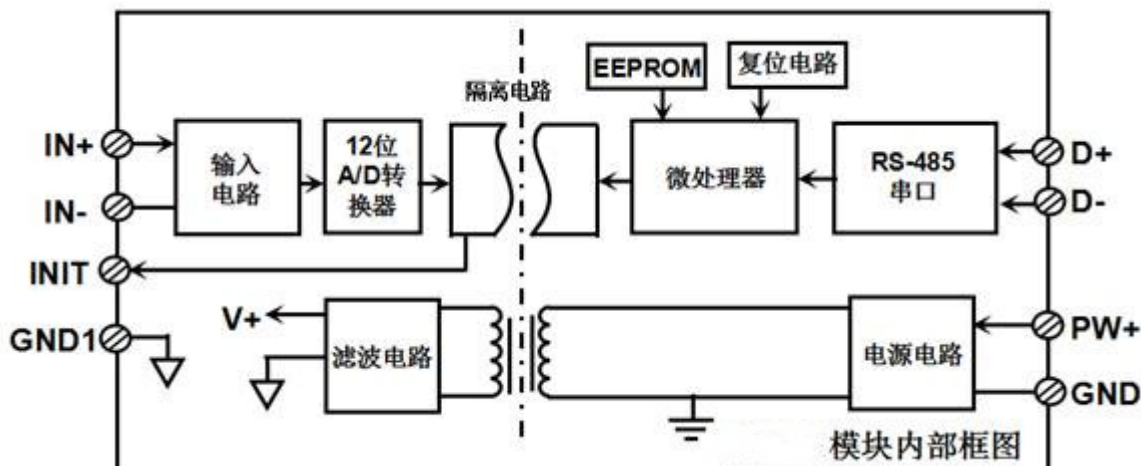 EEPROM
复位电路
隔离电路
IN+
IN-
INIT
GND1
输入
电路
12位
A/D转
换器
微处理器
RS-485
串口
D+
D-
V+
滤波电路
电源电路
PW+
GND
模块内部框图